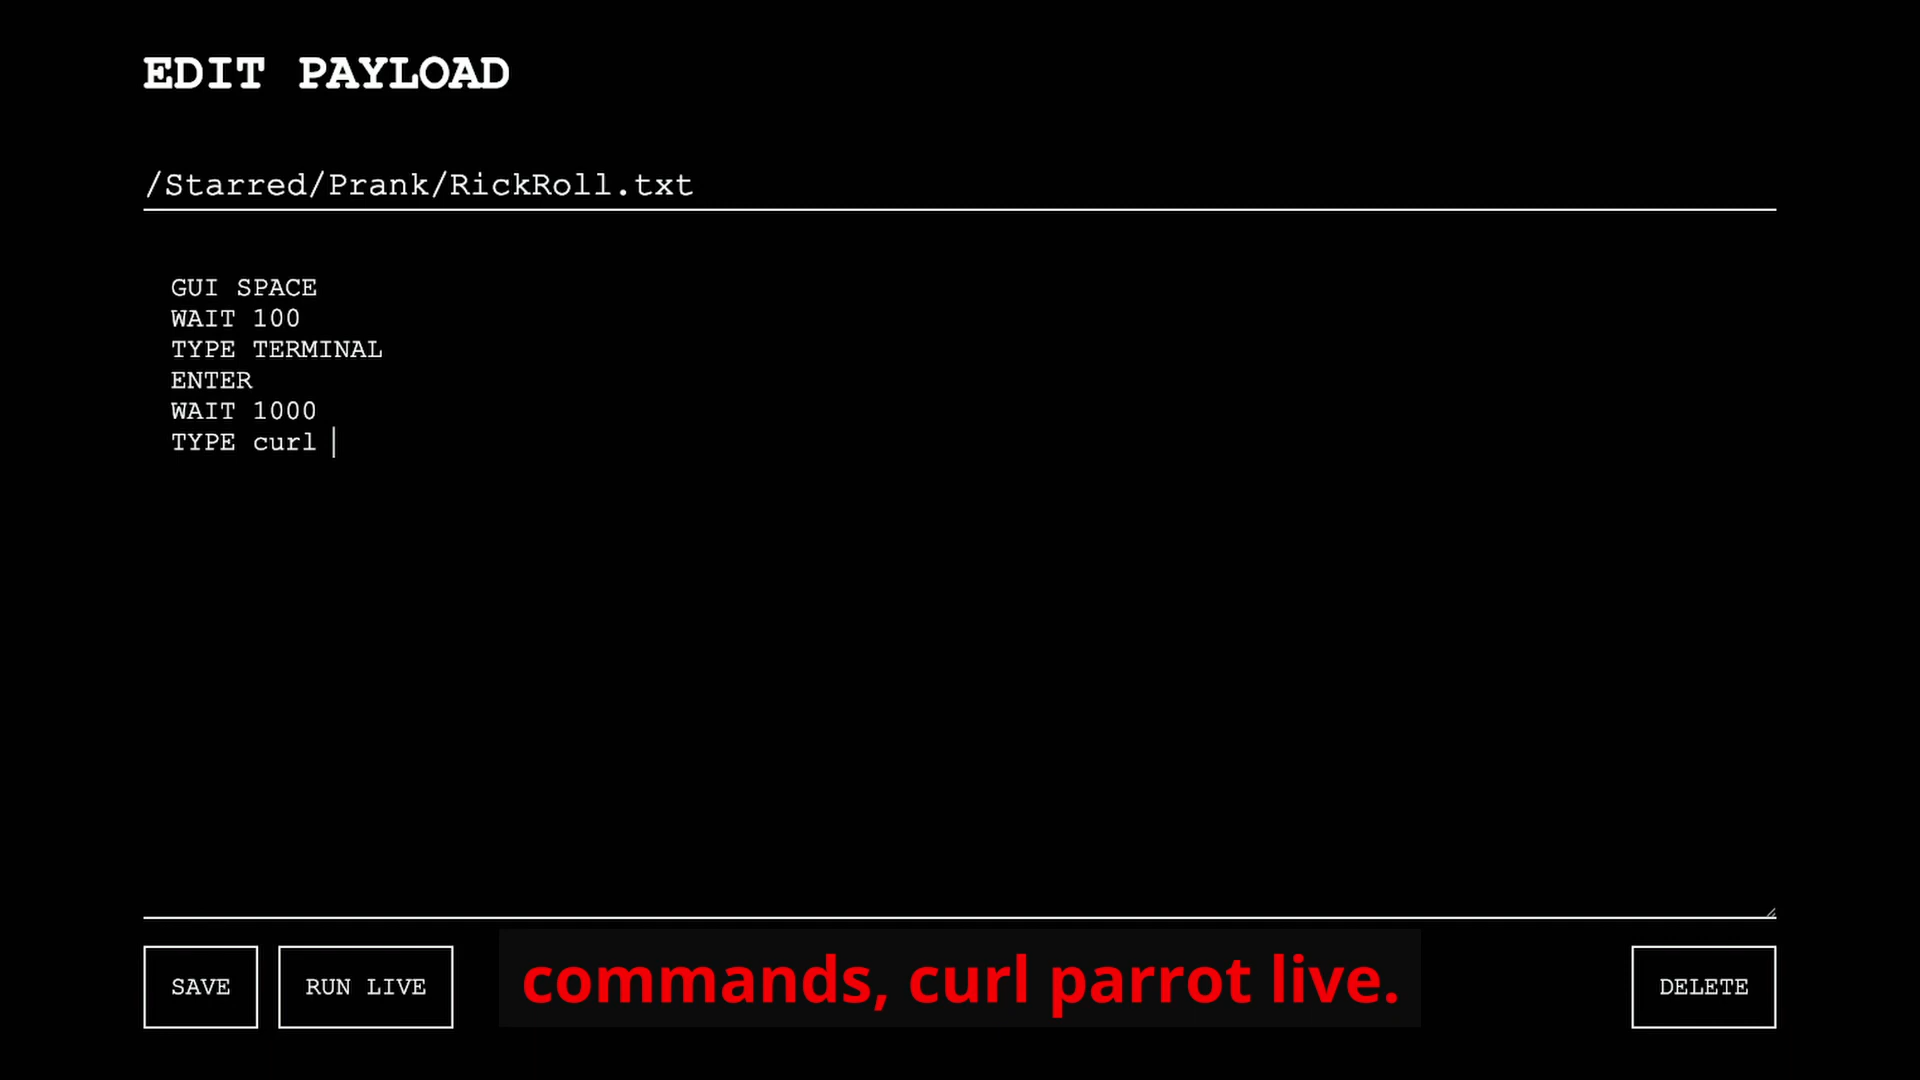 EDIT PAYLOAD
/Starred/Prank/RickRoll.txt
GUI SPACE
WAIT 100
TYPE TERMINAL
ENTER
WAIT 1000
TYPE curl
SAVE
RUN LIVE
commands, curl parrot live.
DELETE